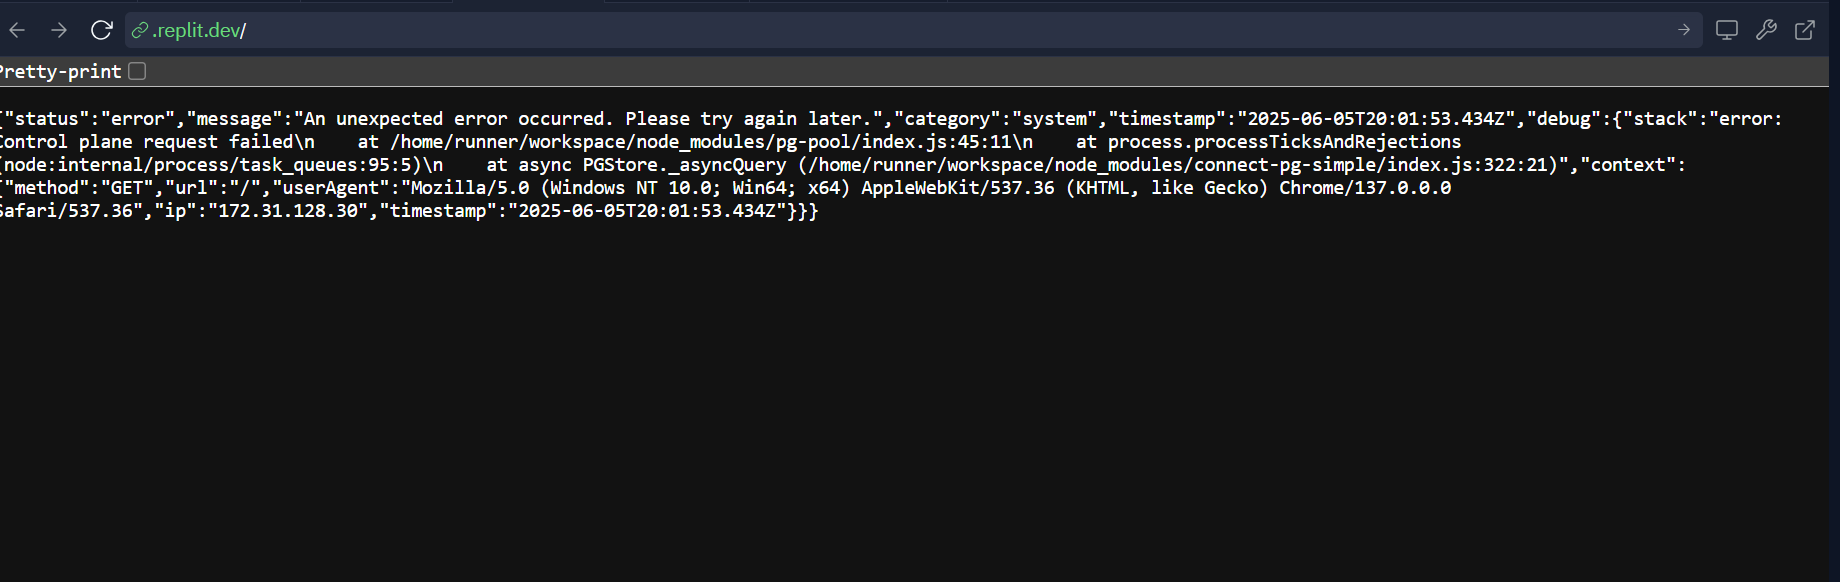 .replit.dev/
Pretty-print
{"status":"error","message":"An unexpected error occurred. Please try again later.","category":"system","timestamp":"2025-06-05T20:01:53.434Z","debug":{"stack":"error:
Control plane request failed\n    at /home/runner/workspace/node_modules/pg-pool/index.js:45:11\n    at process.processTicksAndRejections
(node:internal/process/task_queues:95:5)\n    at async PGStore._asyncQuery (/home/runner/workspace/node_modules/connect-pg-simple/index.js:322:21)","context":
{"method":"GET","url":"/","userAgent":"Mozilla/5.0 (Windows NT 10.0; Win64; x64) AppleWebKit/537.36 (KHTML, like Gecko) Chrome/137.0.0.0
Safari/537.36","ip":"172.31.128.30","timestamp":"2025-06-05T20:01:53.434Z"}}}